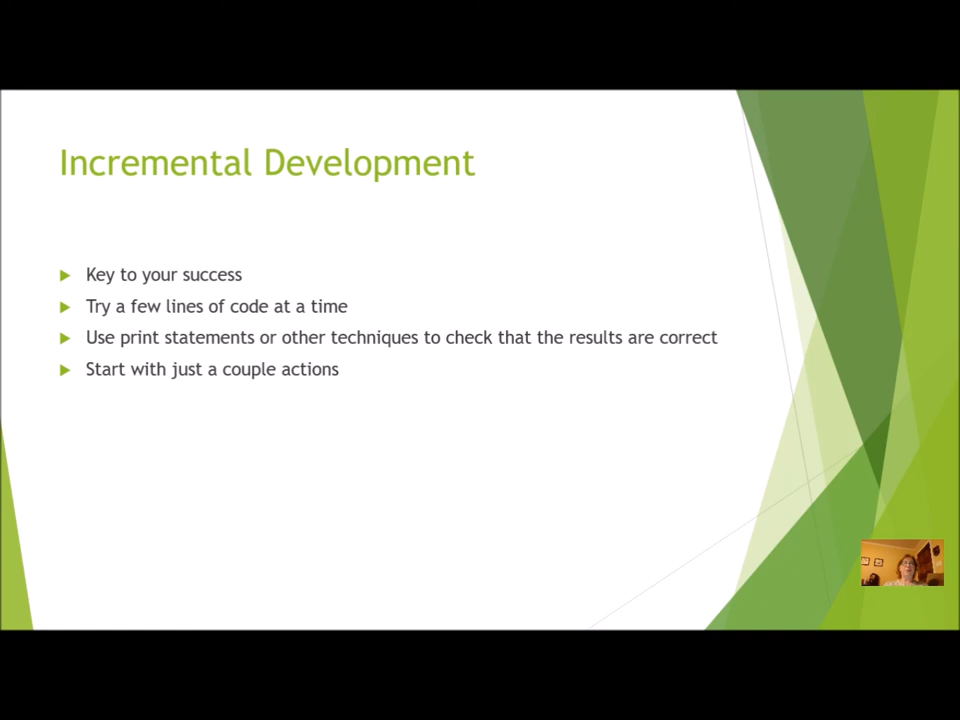 Incremental Development
Key to your success
Try a few lines of code at a time
Use print statements or other techniques to check that the results are correct
Start with just a couple actions